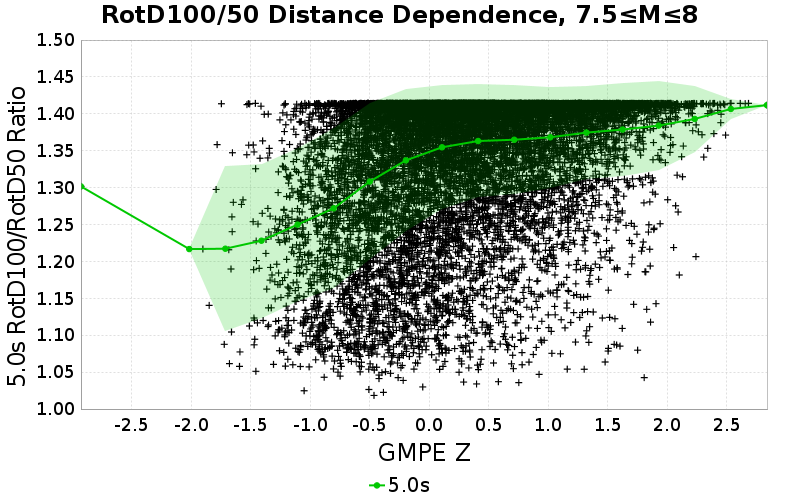 RotD100/50 Distance Dependence, 7.5≤M≤8
5.0s RotD100/RotD50 Ratio
1.50
1.45
1.40
1.35
1.30
1.25
1.20
1.15
1.10
1.05
1.00
-2.5 -2.0 -1.5 -1.0 -0.5 0.0 0.5 1.0 1.5 2.0 2.5
GMPE Z
5.0s